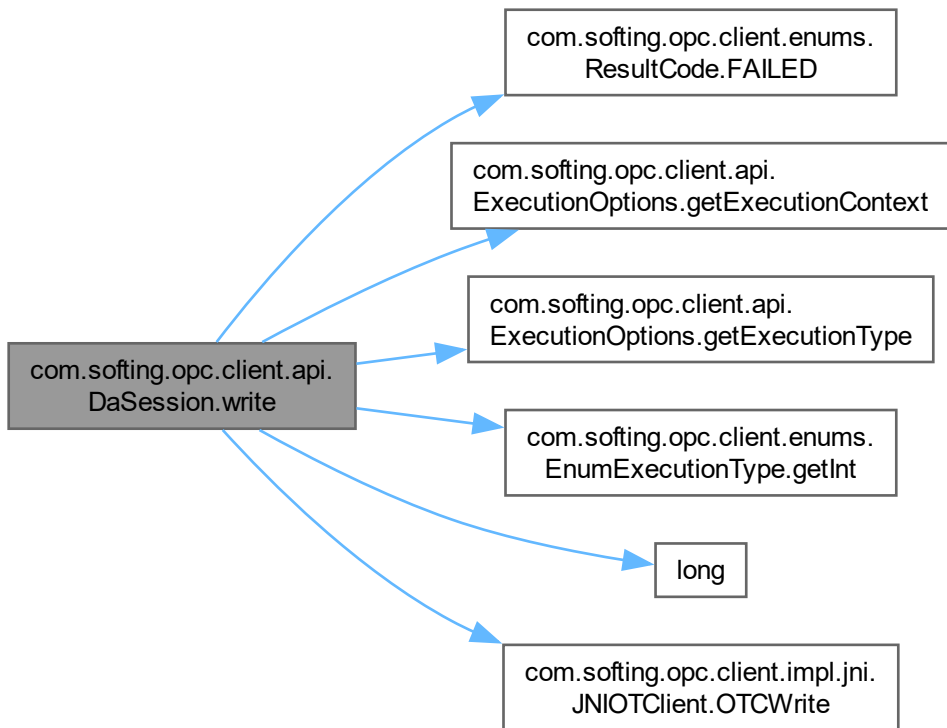 com.softing.opc.client.enums.
ResultCode.FAILED
com.softing.opc.client.api.
ExecutionOptions.getExecutionContext
com.softing.opc.client.api.
ExecutionOptions.getExecutionType
com.softing.opc.client.api.
DaSession.write
com.softing.opc.client.enums.
EnumExecutionType.getInt
long
com.softing.opc.client.impl.jni.
JNIOTClient.OTCWrite